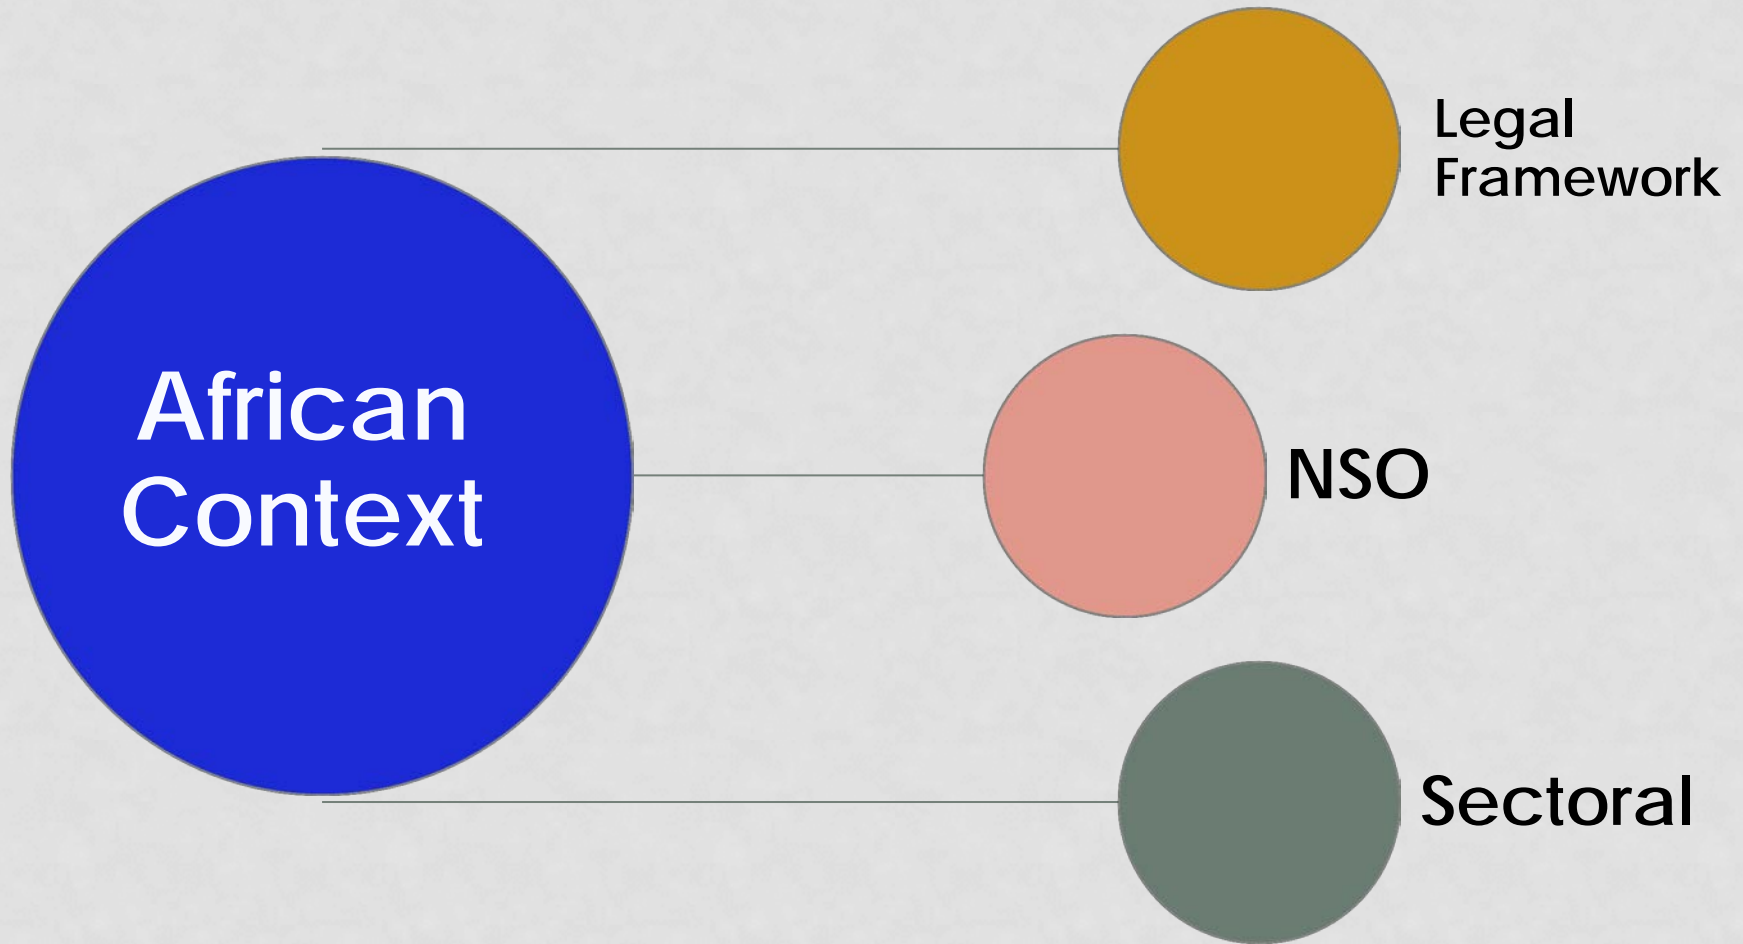 African
Context
Legal
Framework
NSO
Sectoral